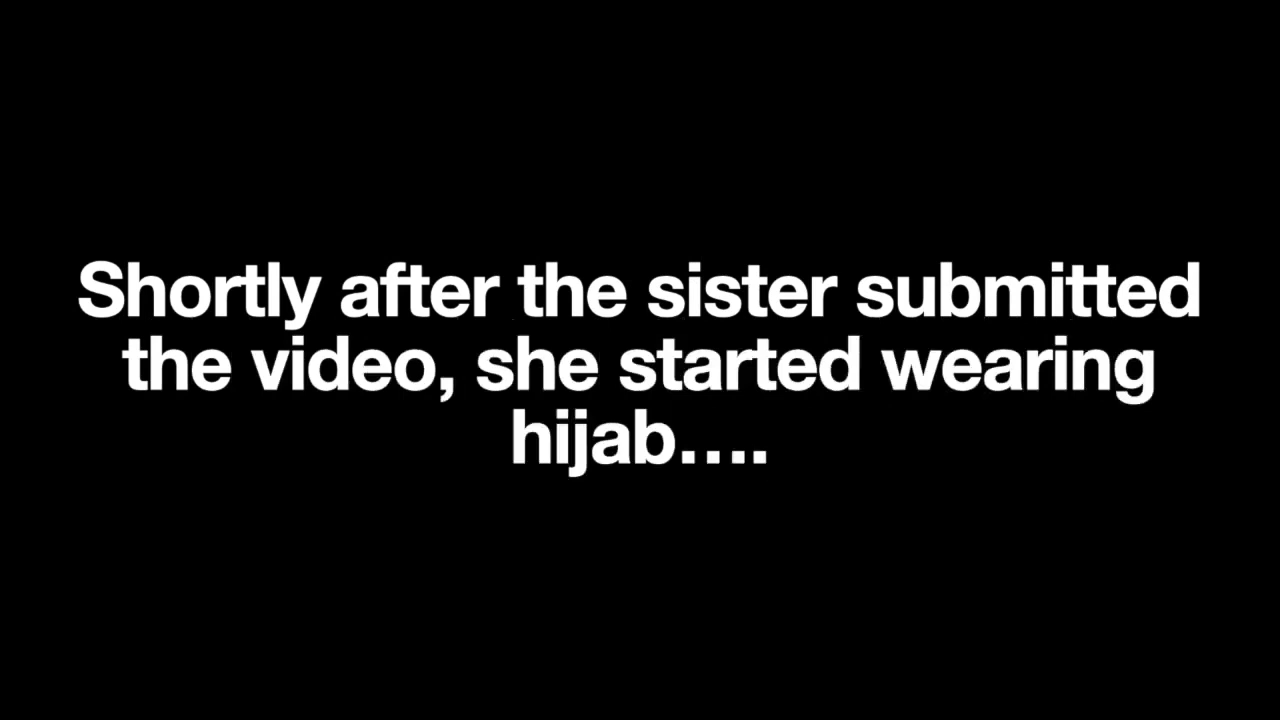 Shortly after the sister submitted
the video, she started wearing
hijab....